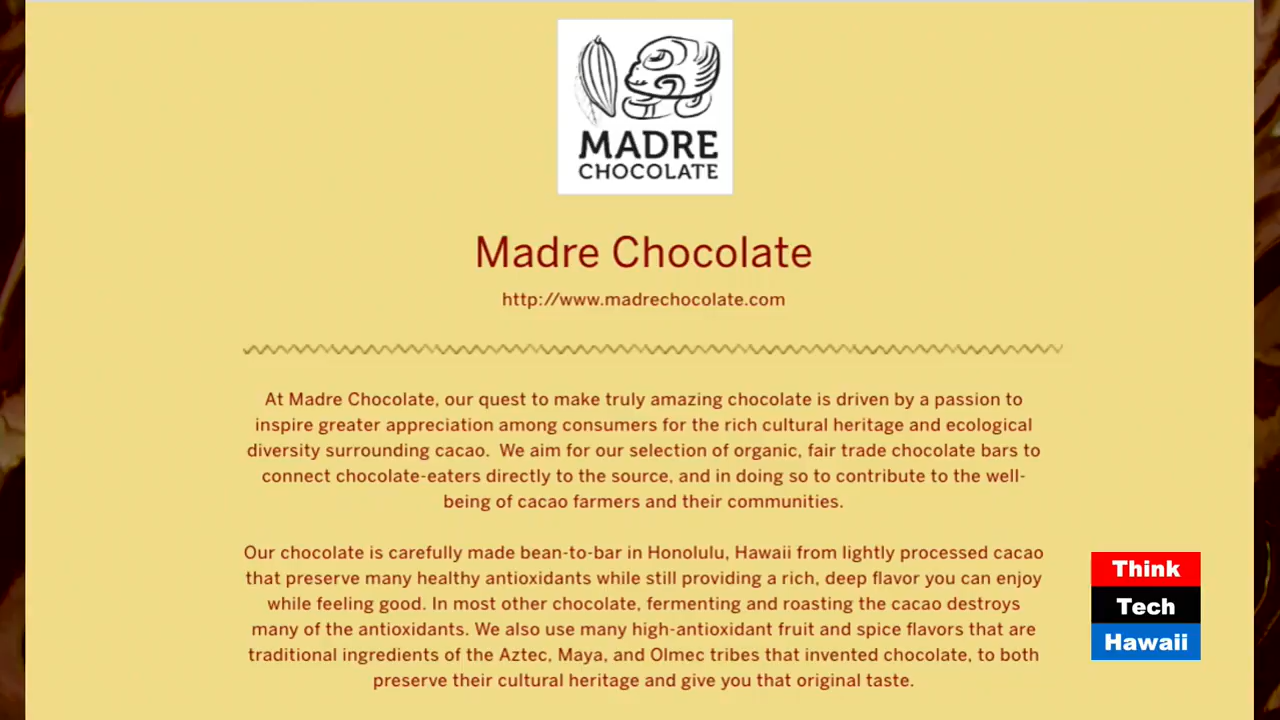 MADRE
CHOCOLATE
Madre Chocolate
http://www.madrechocolate.com
At Madre Chocolate, our quest to make truly amazing chocolate is driven by a passion to
inspire greater appreciation among consumers for the rich cultural heritage and ecological
diversity surrounding cacao.  We aim for our selection of organic, fair trade chocolate bars to
connect chocolate-eaters directly to the source, and in doing so to contribute to the well-
being of cacao farmers and their communities.
Our chocolate is carefully made bean-to-bar in Honolulu, Hawaii from lightly processed cacao
that preserve many healthy antioxidants while still providing a rich, deep flavor you can enjoy
while feeling good. In most other chocolate, fermenting and roasting the cacao destroys
many of the antioxidants. We also use many high-antioxidant fruit and spice flavors that are
traditional ingredients of the Aztec, Maya, and Olmec tribes that invented chocolate, to both
preserve their cultural heritage and give you that original taste.
Think
Tech
Hawaii